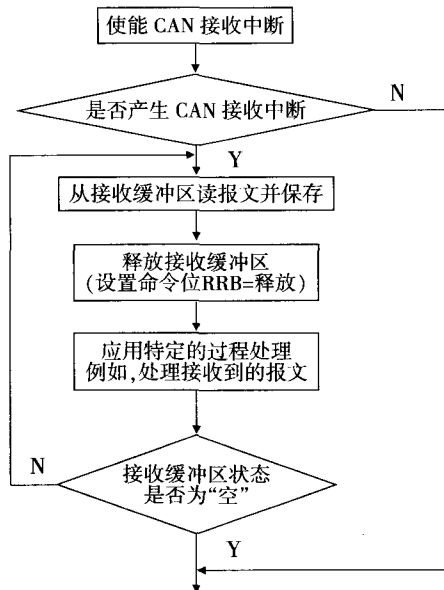 使能 CAN 接收中断
是否产生 CAN 接收中断
N
Y
从接收缓冲区读报文并保存
释放接收缓冲区
(设置命令位RRB=释放)
应用特定的过程处理
例如,处理接收到的报文
N
接收缓冲区状态
是否为“空”
Y